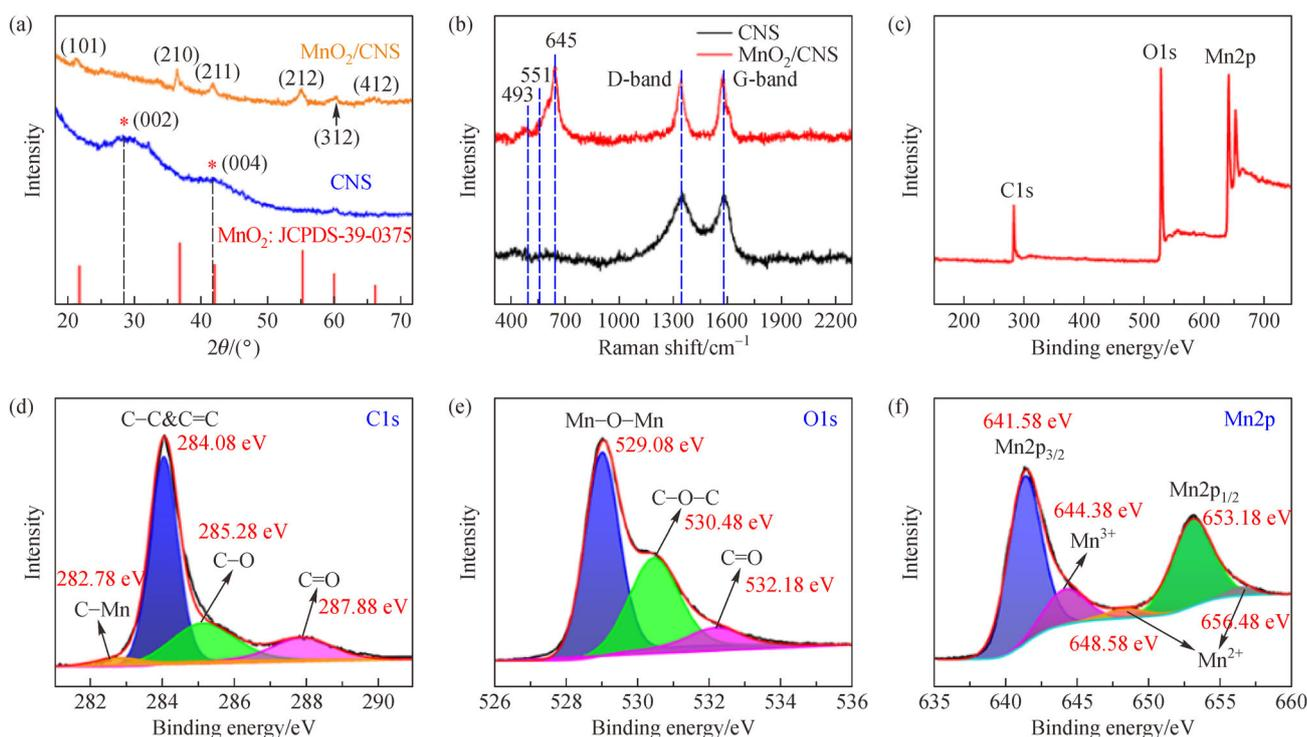 (a)
(101)
MnO₂/CNS
(210)
(211)
(212)
(412)
(312)
* (002)
* (004)
CNS
MnO₂: JCPDS-39-0375
Intensity
20 30 40 50 60 70
2θ/(°)
(b)
CNS
MnO₂/CNS
645
551
493
D-band
G-band
Intensity
400 700 1000 1300 1600 1900 2200
Raman shift/cm⁻¹
(c)
O1s
Mn2p
C1s
Intensity
200 300 400 500 600 700
Binding energy/eV
(d)
C–C&C=C
C1s
284.08 eV
285.28 eV
C–O
282.78 eV
C–Mn
C=O
287.88 eV
Intensity
282 284 286 288 290
Binding energy/eV
(e)
Mn–O–Mn
O1s
529.08 eV
C–O–C
530.48 eV
C=O
532.18 eV
Intensity
526 528 530 532 534 536
Binding energy/eV
(f)
641.58 eV
Mn2p
Mn2p₃/₂
644.38 eV
Mn³⁺
Mn2p₁/₂
653.18 eV
648.58 eV
656.48 eV
Mn²⁺
Intensity
635 640 645 650 655 660
Binding energy/eV